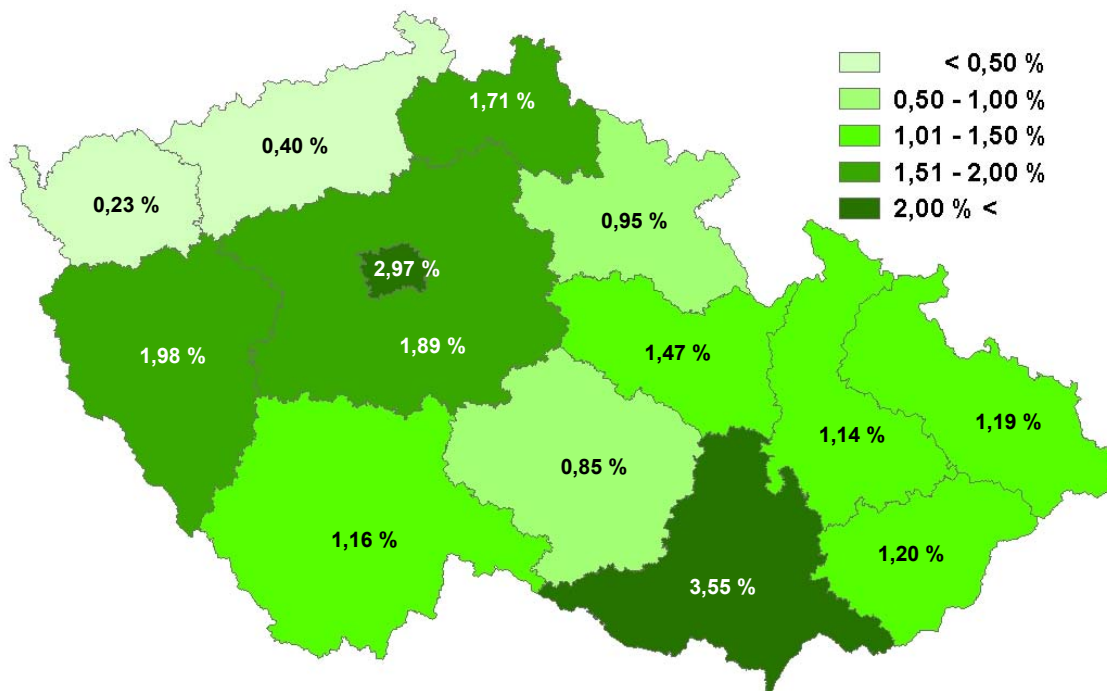 < 0,50 %
0,50 - 1,00 %
1,01 - 1,50 %
1,51 - 2,00 %
2,00 % <
1,71 %
0,40 %
0,23 %
0,95 %
2,97 %
1,98 %
1,89 %
1,47 %
1,19 %
1,14 %
0,85 %
1,16 %
1,20 %
3,55 %